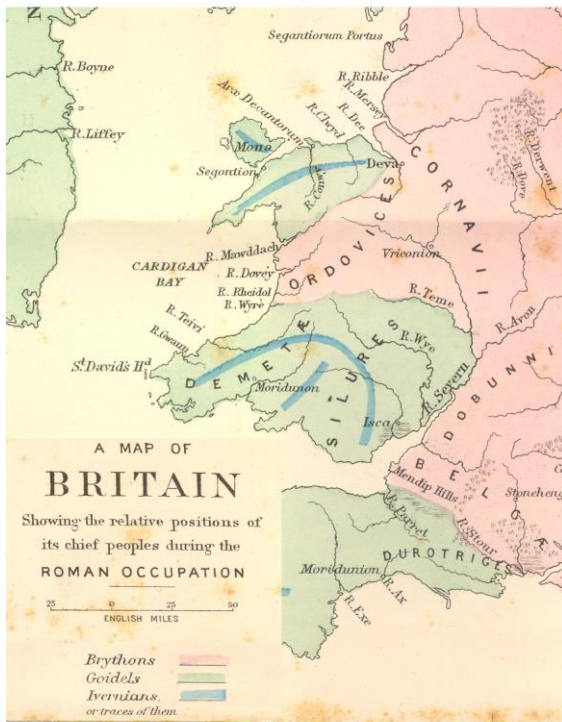 Segantiorum Portus
R. Boyne
R. Ribble
R. Mersey
R. Dee
R. Clwyd
Aræ Decantorum
R. Liffey
Mona
Segontion
Deva
R. Conwy
R. Derwent
R. Dove
CORNAVII
ORDOVICES
Vriconion
R. Mawddach
CARDIGAN
BAY
R. Dovey
R. Rheidol
R. Wyre
R. Teme
R. Teivi
R. Gwaun
R. Wye
R. Avon
St. David's Hd.
DEMETÆ
Moridunon
SILURES
R. Severn
Isca
DOBUNNI
BELGÆ
Mendip Hills
Stoneheng
R. Parret
R. Stour
DUROTRIGES
Moridunion
R. Ax
R. Exe
A MAP OF
BRITAIN
Showing the relative positions of
its chief peoples during the
ROMAN OCCUPATION
25 0 25 50
ENGLISH MILES
Brythons
Goidels
Ivernians,
or traces of them.